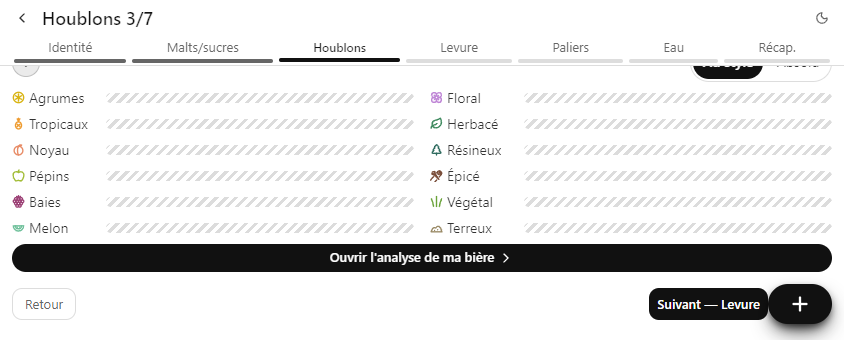 Houblons 3/7
Identité
Malts/sucres
Houblons
Levure
Paliers
Eau
Récap.
Agrumes
Floral
Tropicaux
Herbacé
Noyau
Résineux
Pépins
Épicé
Baies
Végétal
Melon
Terreux
Ouvrir l'analyse de ma bière
Retour
Suivant — Levure